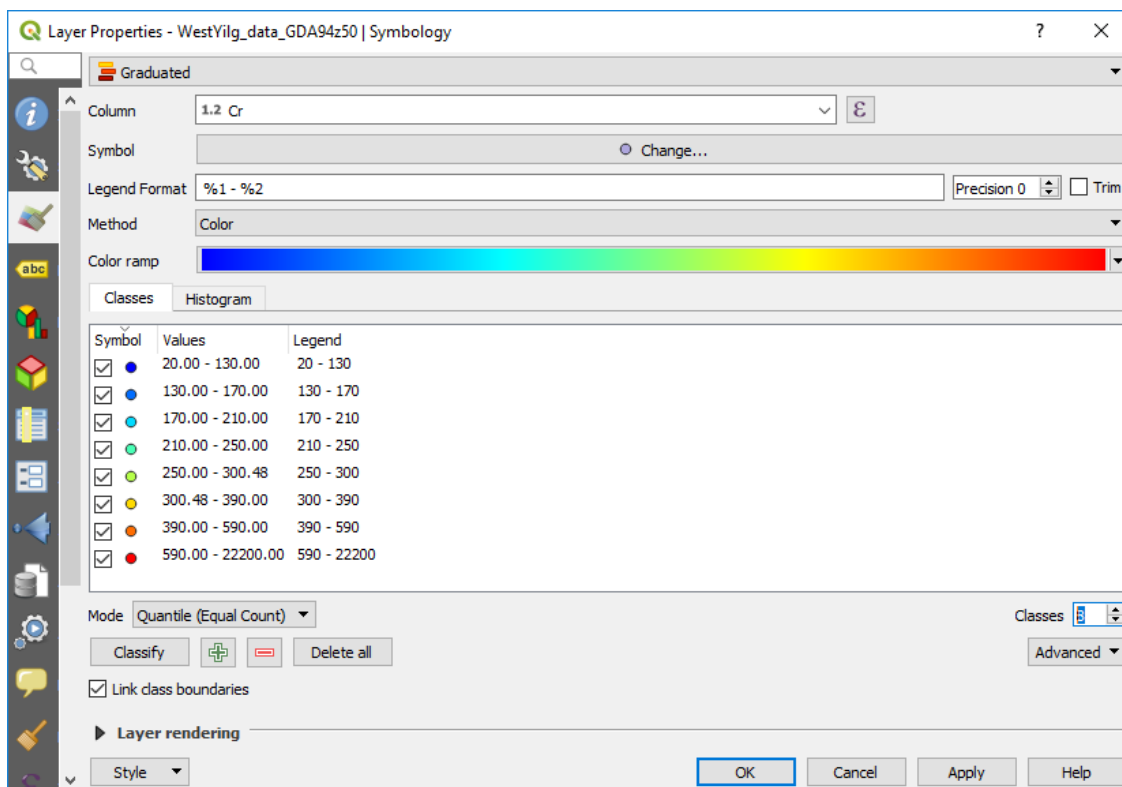 Layer Properties - WestYilg_data_GDA94z50 | Symbology ?
Graduated
Column 1.2 Cr ε
Symbol Change...
Legend Format %1 - %2 Precision 0 Trim
Method Color
Color ramp
abc
Classes Histogram
Symbol Values Legend
20.00 - 130.00 20 - 130
130.00 - 170.00 130 - 170
170.00 - 210.00 170 - 210
210.00 - 250.00 210 - 250
250.00 - 300.48 250 - 300
300.48 - 390.00 300 - 390
390.00 - 590.00 390 - 590
590.00 - 22200.00 590 - 22200
Mode Quantile (Equal Count) Classes
Classify Delete all Advanced
Link class boundaries
Layer rendering
Style OK Cancel Apply Help